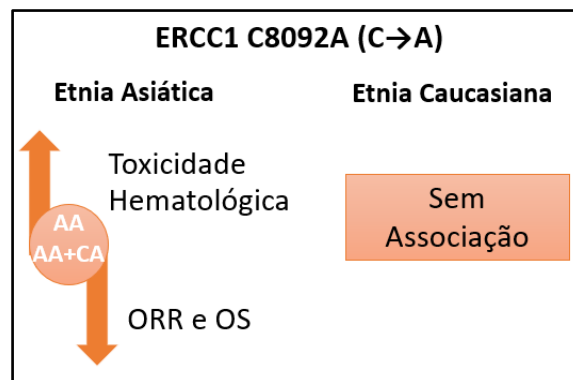 ERCC1 C8092A (C→A)
Etnia Asiática
Etnia Caucasiana
Toxicidade
Hematológica
AA
AA+CA
Sem
Associação
ORR e OS